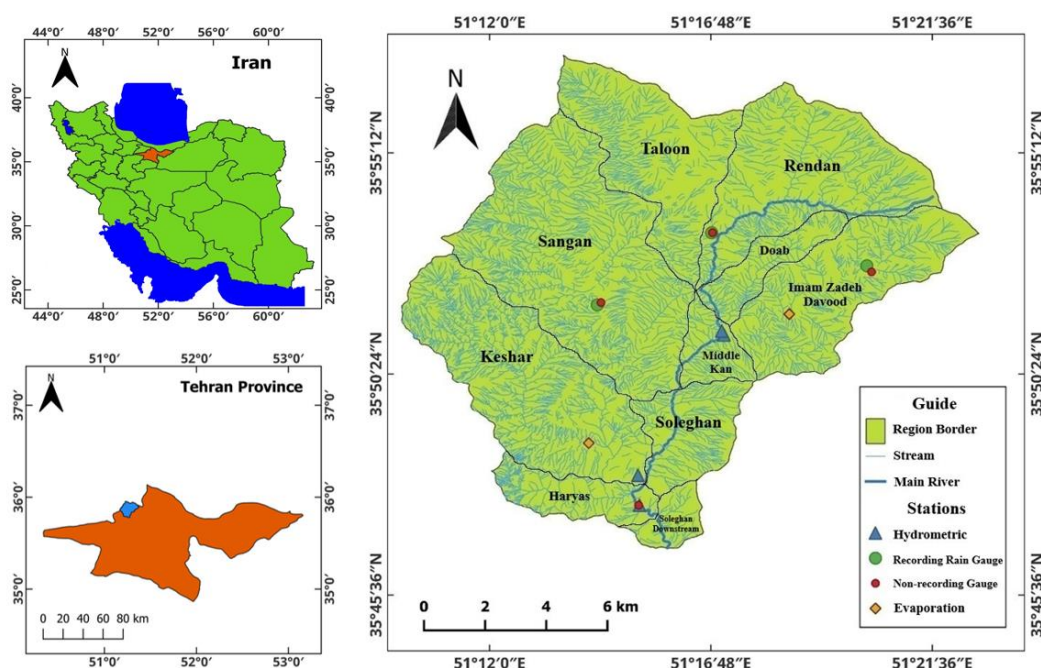 44°0' 48°0' 52°0' 56°0' 60°0'
N
Iran
40°0' 35°0' 30°0' 25°0'
40°0' 35°0' 30°0' 25°0'
44°0' 48°0' 52°0' 56°0' 60°0'
51°0' 52°0' 53°0'
N
Tehran Province
37°0' 36°0' 35°0'
37°0' 36°0' 35°0'
0 20 40 60 80 km
51°0' 52°0' 53°0'
51°12′0″E 51°16′48″E 51°21′36″E
N
35°55′12″N 35°50′24″N 35°45′36″N
35°55′12″N 35°50′24″N 35°45′36″N
Taloon
Rendan
Sangan
Doab
Imam Zadeh
Davood
Keshar
Middle
Kan
Soleghan
Haryas
Soleghan
Downstream
Guide
Region Border
Stream
Main River
Stations
Hydrometric
Recording Rain Gauge
Non-recording Gauge
Evaporation
0 2 4 6 km
51°12′0″E 51°16′48″E 51°21′36″E